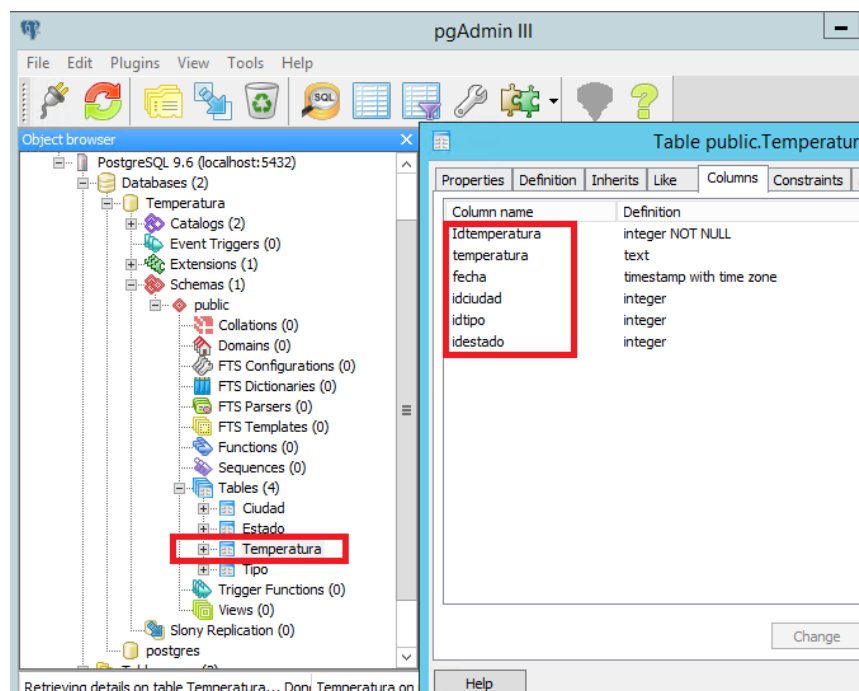 pgAdmin III
File Edit Plugins View Tools Help
SQL
Object browser
PostgreSQL 9.6 (localhost:5432)
Databases (2)
Temperatura
Catalogs (2)
Event Triggers (0)
Extensions (1)
Schemas (1)
public
Collations (0)
Domains (0)
FTS Configurations (0)
FTS Dictionaries (0)
FTS Parsers (0)
FTS Templates (0)
Functions (0)
Sequences (0)
Tables (4)
Ciudad
Estado
Temperatura
Tipo
Trigger Functions (0)
Views (0)
Slony Replication (0)
postgres
Retrieving details on table Temperatura... Don Temperatura on
Table public.Temperatur
Properties Definition Inherits Like Columns Constraints
Column name Definition
Idtemperatura integer NOT NULL
temperatura text
fecha timestamp with time zone
idciudad integer
idtipo integer
idestado integer
Change
Help